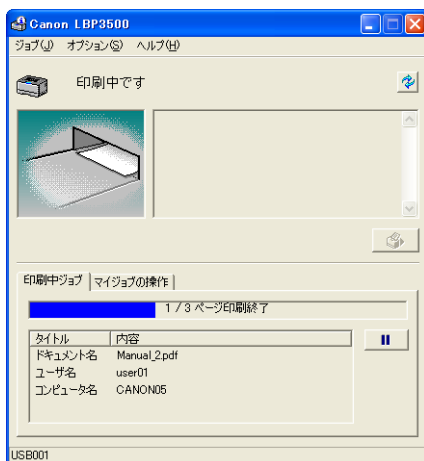 Canon LBP3500
ジョブ(J) オプション(S) ヘルプ(H)
印刷中です
印刷中ジョブ マイジョブの操作
1 / 3 ページ印刷終了
タイトル 内容
ドキュメント名 Manual_2.pdf
ユーザ名 user01
コンピュータ名 CANON05
USB001